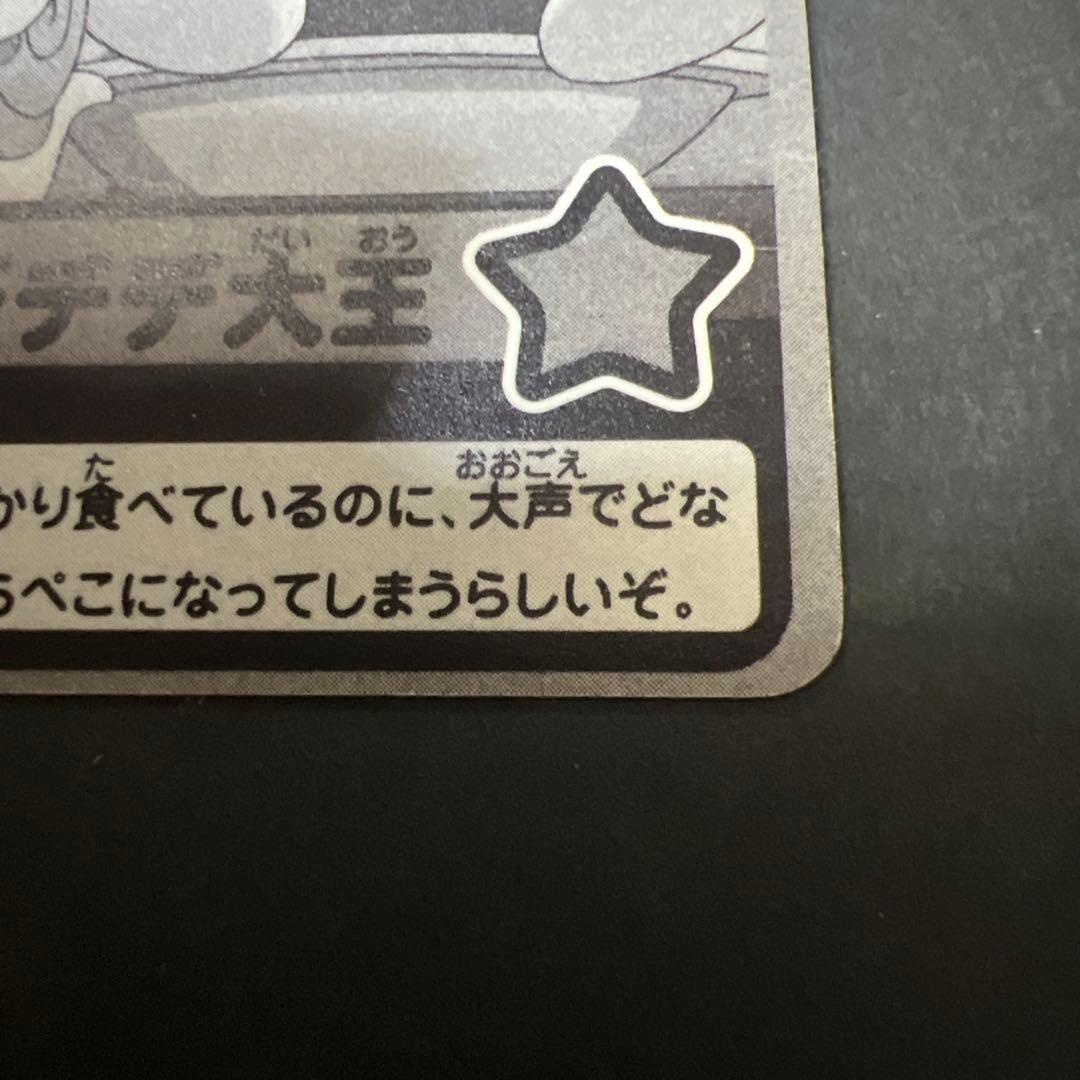 だい おう
デデ大王
た おおごえ
かり食べているのに、大声でどな
らぺこになってしまうらしいぞ。